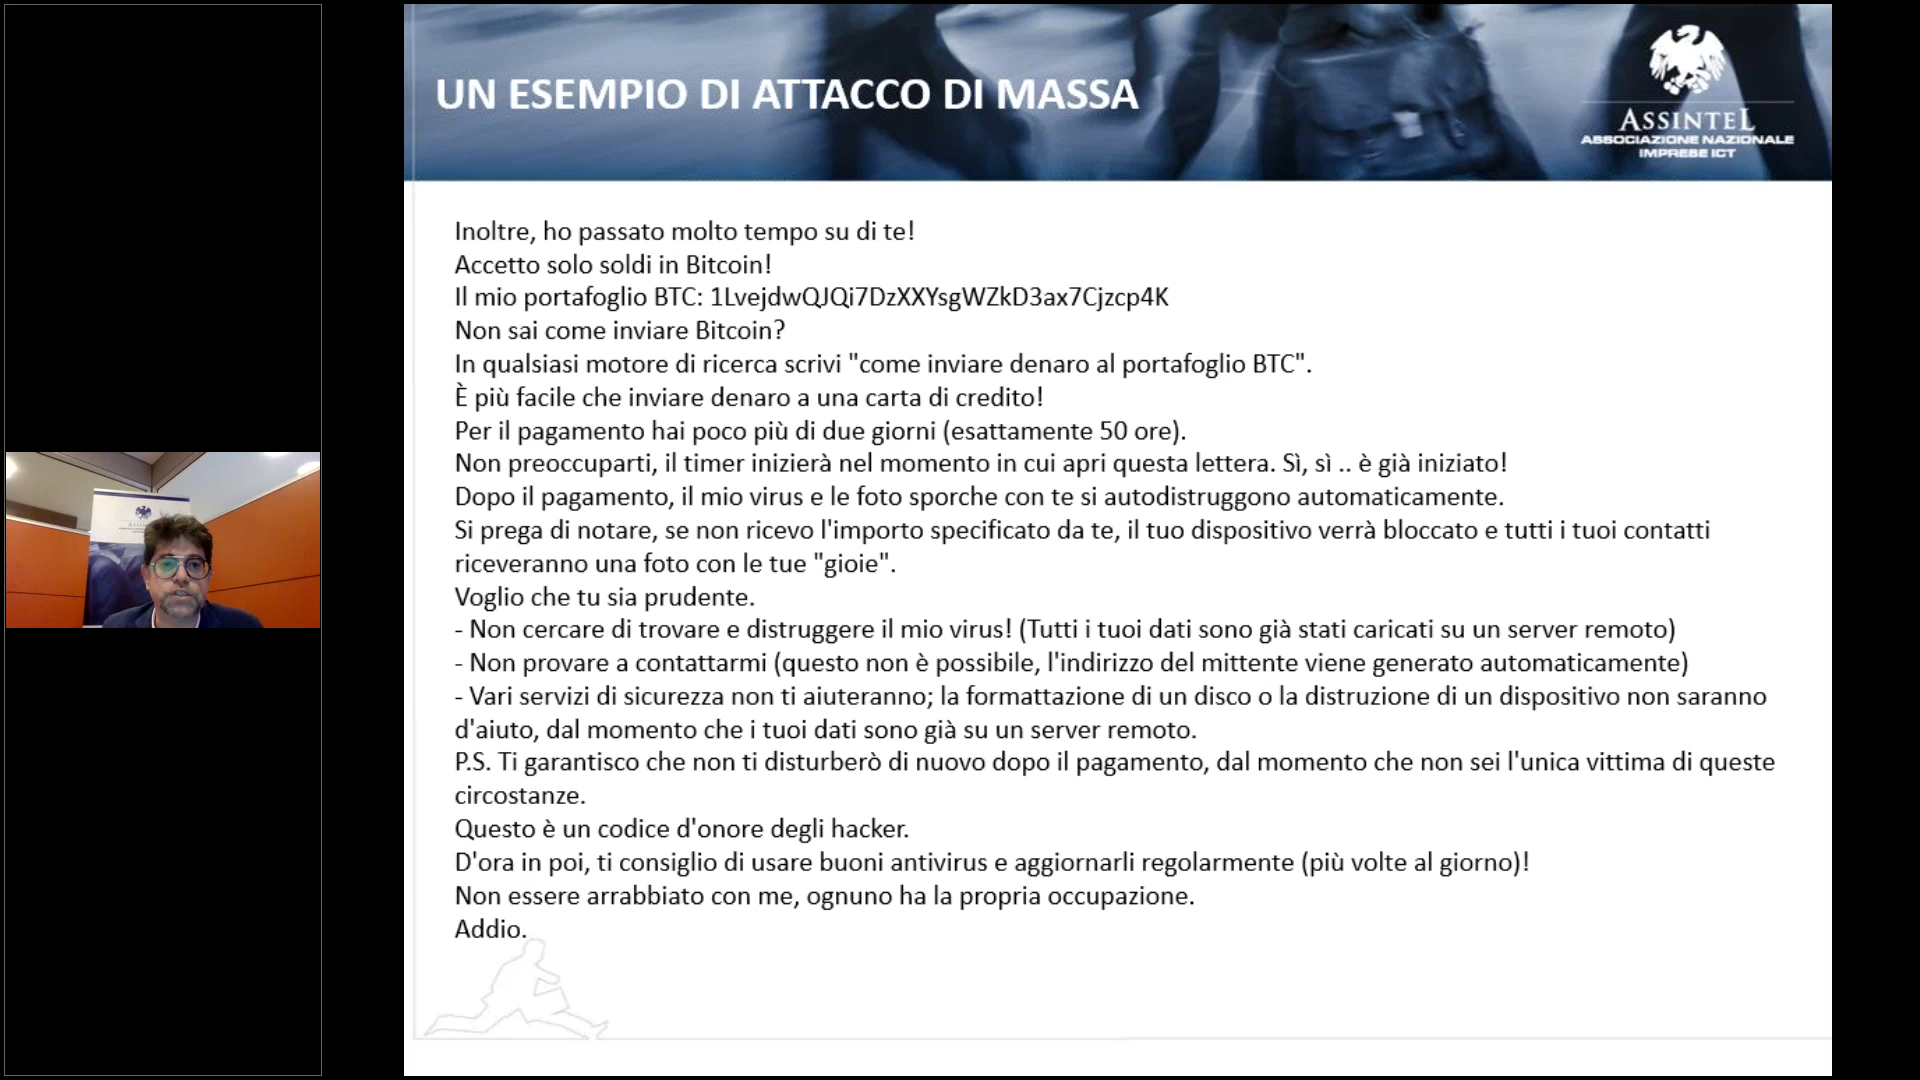 UN ESEMPIO DI ATTACCO DI MASSA
ASSINTEL
ASSOCIAZIONE NAZIONALE
IMPRESE ICT
Inoltre, ho passato molto tempo su di te!
Accetto solo soldi in Bitcoin!
Il mio portafoglio BTC: 1LvejdwQJQi7DzXXYsgWZkD3ax7Cjzcp4K
Non sai come inviare Bitcoin?
In qualsiasi motore di ricerca scrivi "come inviare denaro al portafoglio BTC".
È più facile che inviare denaro a una carta di credito!
Per il pagamento hai poco più di due giorni (esattamente 50 ore).
Non preoccuparti, il timer inizierà nel momento in cui apri questa lettera. Sì, sì .. è già iniziato!
Dopo il pagamento, il mio virus e le foto sporche con te si autodistruggono automaticamente.
Si prega di notare, se non ricevo l'importo specificato da te, il tuo dispositivo verrà bloccato e tutti i tuoi contatti
riceveranno una foto con le tue "gioie".
Voglio che tu sia prudente.
- Non cercare di trovare e distruggere il mio virus! (Tutti i tuoi dati sono già stati caricati su un server remoto)
- Non provare a contattarmi (questo non è possibile, l'indirizzo del mittente viene generato automaticamente)
- Vari servizi di sicurezza non ti aiuteranno; la formattazione di un disco o la distruzione di un dispositivo non saranno
d'aiuto, dal momento che i tuoi dati sono già su un server remoto.
P.S. Ti garantisco che non ti disturberò di nuovo dopo il pagamento, dal momento che non sei l'unica vittima di queste
circostanze.
Questo è un codice d'onore degli hacker.
D'ora in poi, ti consiglio di usare buoni antivirus e aggiornarli regolarmente (più volte al giorno)!
Non essere arrabbiato con me, ognuno ha la propria occupazione.
Addio.